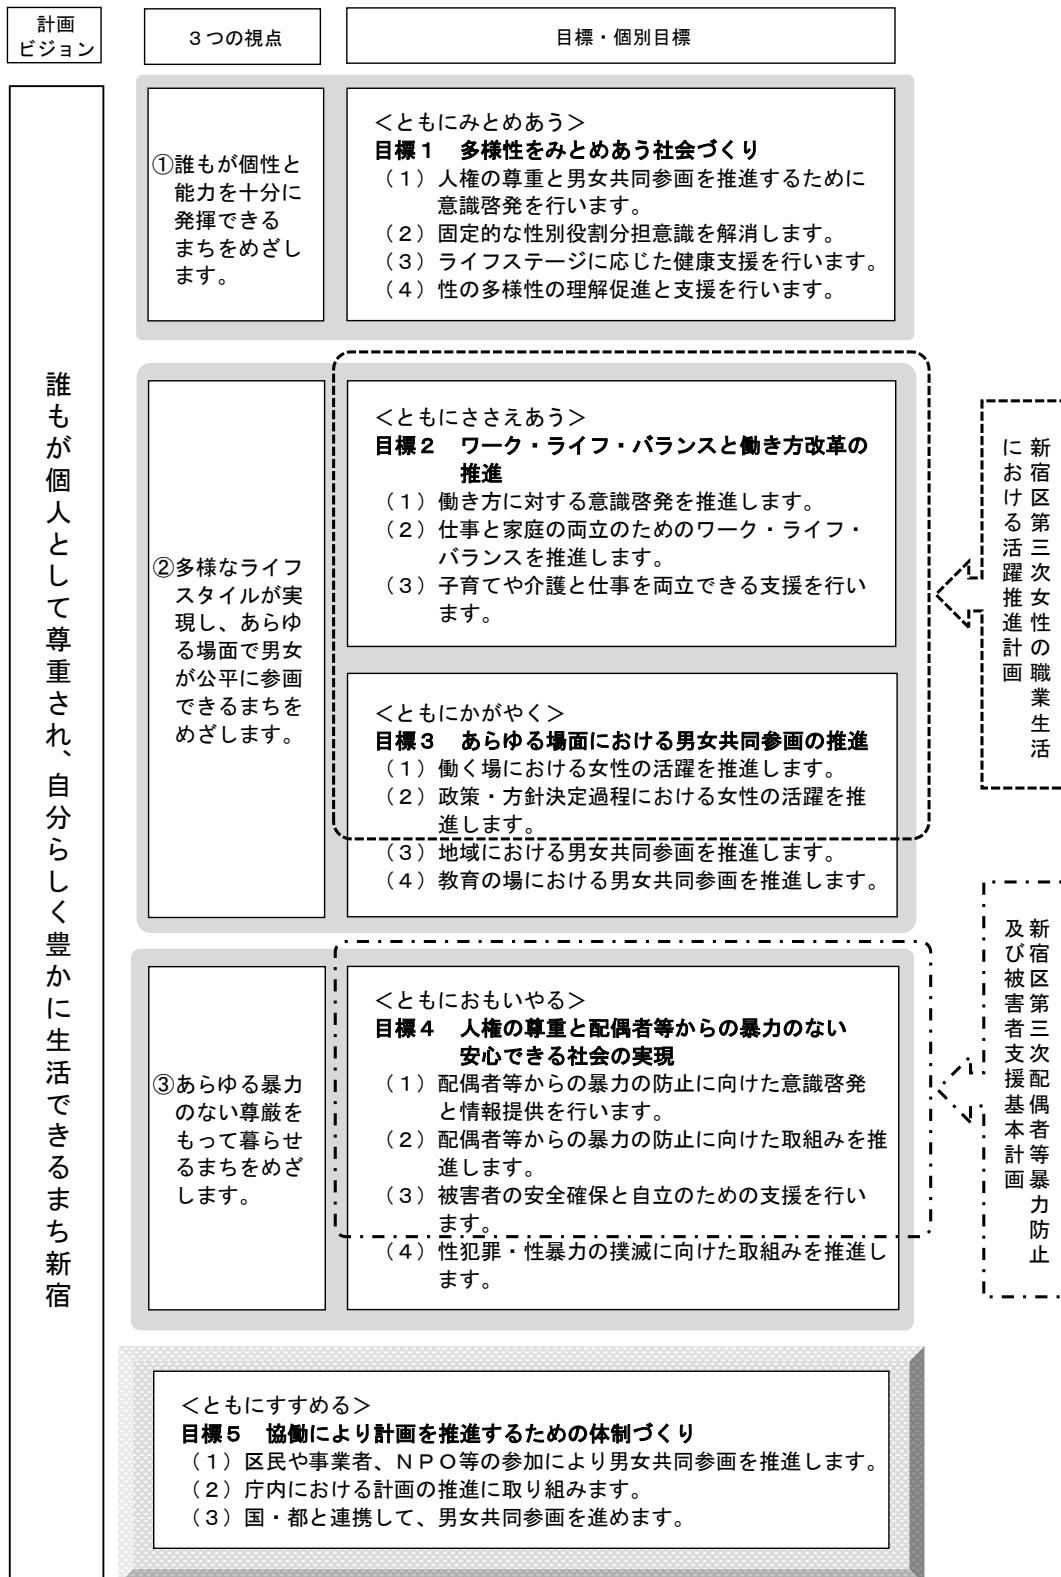 計画
ビジョン
３つの視点
目標・個別目標
誰もが個人として尊重され、自分らしく豊かに生活できるまち新宿
①誰もが個性と
能力を十分に
発揮できる
まちをめざし
ます。
＜ともにみとめあう＞
目標１　多様性をみとめあう社会づくり
（１）人権の尊重と男女共同参画を推進するために
意識啓発を行います。
（２）固定的な性別役割分担意識を解消します。
（３）ライフステージに応じた健康支援を行います。
（４）性の多様性の理解促進と支援を行います。
②多様なライフ
スタイルが実
現し、あらゆ
る場面で男女
が公平に参画
できるまちを
めざします。
＜ともにささえあう＞
目標２　ワーク・ライフ・バランスと働き方改革の
推進
（１）働き方に対する意識啓発を推進します。
（２）仕事と家庭の両立のためのワーク・ライフ・
バランスを推進します。
（３）子育てや介護と仕事を両立できる支援を行い
ます。
＜ともにかがやく＞
目標３　あらゆる場面における男女共同参画の推進
（１）働く場における女性の活躍を推進します。
（２）政策・方針決定過程における女性の活躍を推
進します。
（３）地域における男女共同参画を推進します。
（４）教育の場における男女共同参画を推進します。
新宿区第三次女性の職業生活
における活躍推進計画
③あらゆる暴力
のない尊厳を
もって暮らせ
るまちをめざ
します。
＜ともにおもいやる＞
目標４　人権の尊重と配偶者等からの暴力のない
安心できる社会の実現
（１）配偶者等からの暴力の防止に向けた意識啓発
と情報提供を行います。
（２）配偶者等からの暴力の防止に向けた取組みを推
進します。
（３）被害者の安全確保と自立のための支援を行い
ます。
（４）性犯罪・性暴力の撲滅に向けた取組みを推進し
ます。
新宿区第三次配偶者等暴力防止
及び被害者支援基本計画
＜ともにすすめる＞
目標５　協働により計画を推進するための体制づくり
（１）区民や事業者、ＮＰＯ等の参加により男女共同参画を推進します。
（２）庁内における計画の推進に取り組みます。
（３）国・都と連携して、男女共同参画を進めます。